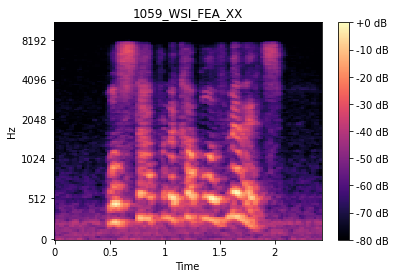 1059_WSI_FEA_XX
+0 dB
8192
-10 dB
4096
-20 dB
-30 dB
2048
-40 dB
Hz
1024
-50 dB
512
-60 dB
-70 dB
0
-80 dB
0 0.5 1 1.5 2
Time